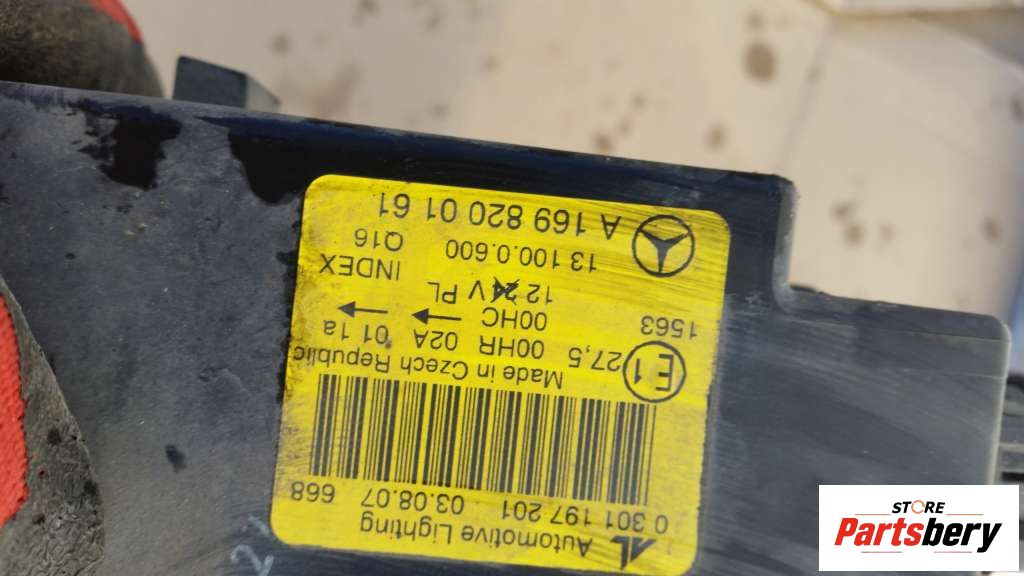 AL Automotive Lighting
0 301 197 201 03.08.07 668
Made in Czech Republic
E1 27,5 00HR 02A 01 1a
1563 00HC
12 24 V PL
13 100.0.600 INDEX Q16
A 169 820 01 61
2
STORE
Partsbery